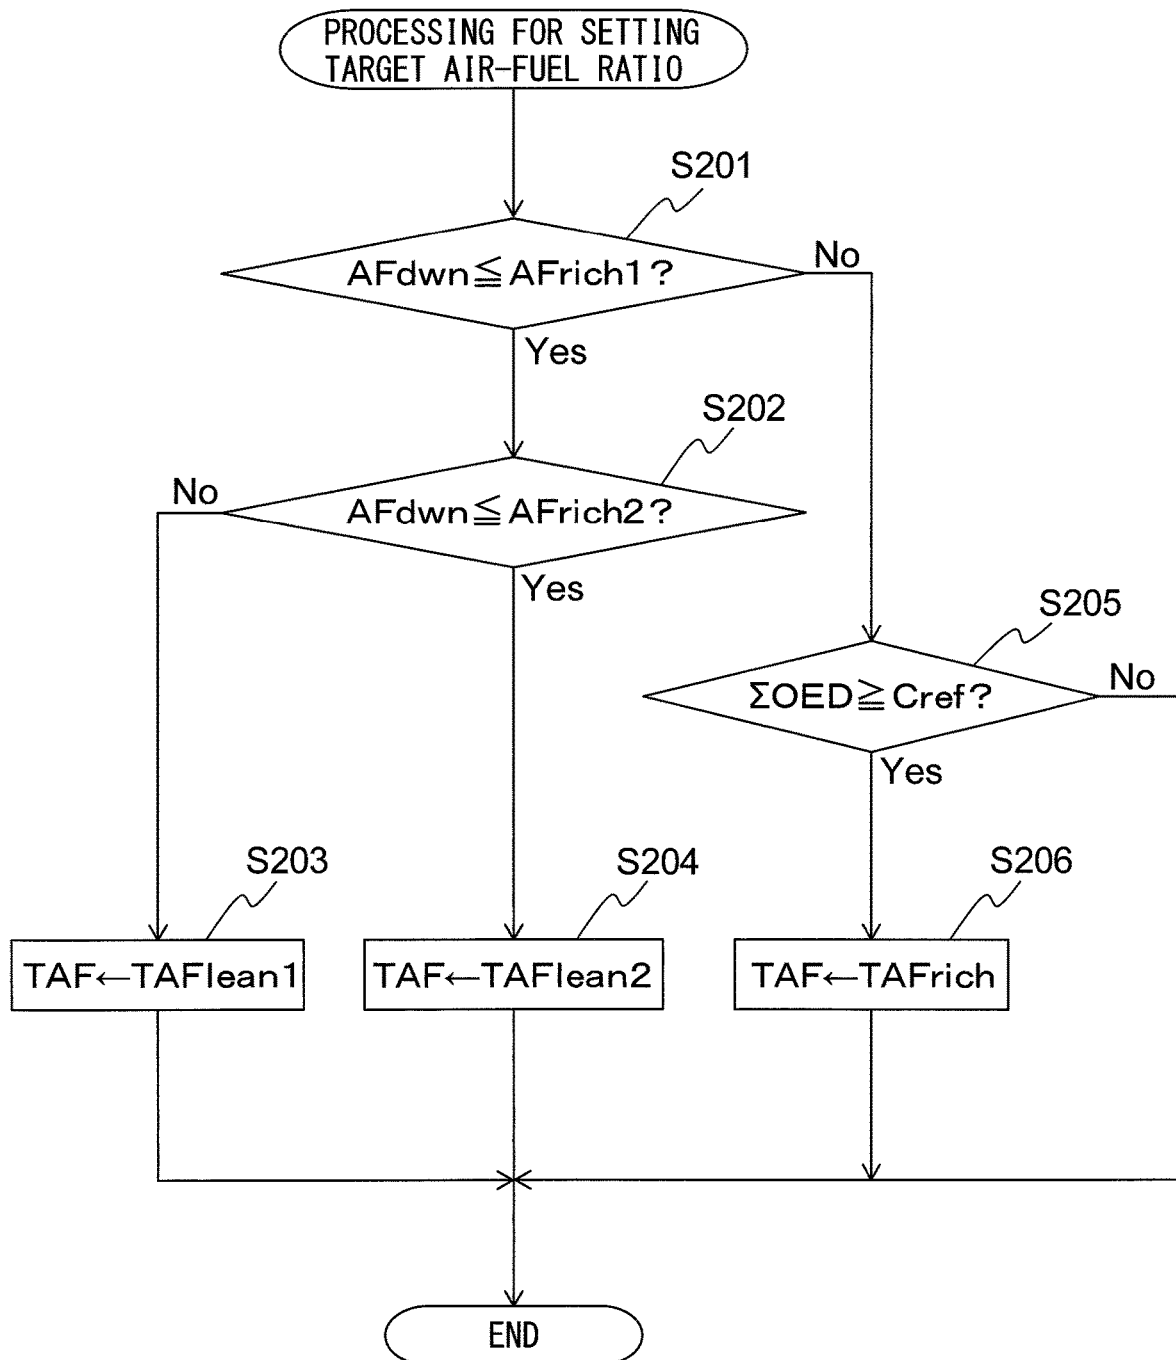 PROCESSING FOR SETTING
TARGET AIR-FUEL RATIO
S201
AFdwn≦AFrich1?
No
Yes
S202
AFdwn≦AFrich2?
No
Yes
S205
ΣOED≧Cref?
No
Yes
S203
TAF←TAFlean1
S204
TAF←TAFlean2
S206
TAF←TAFrich
END